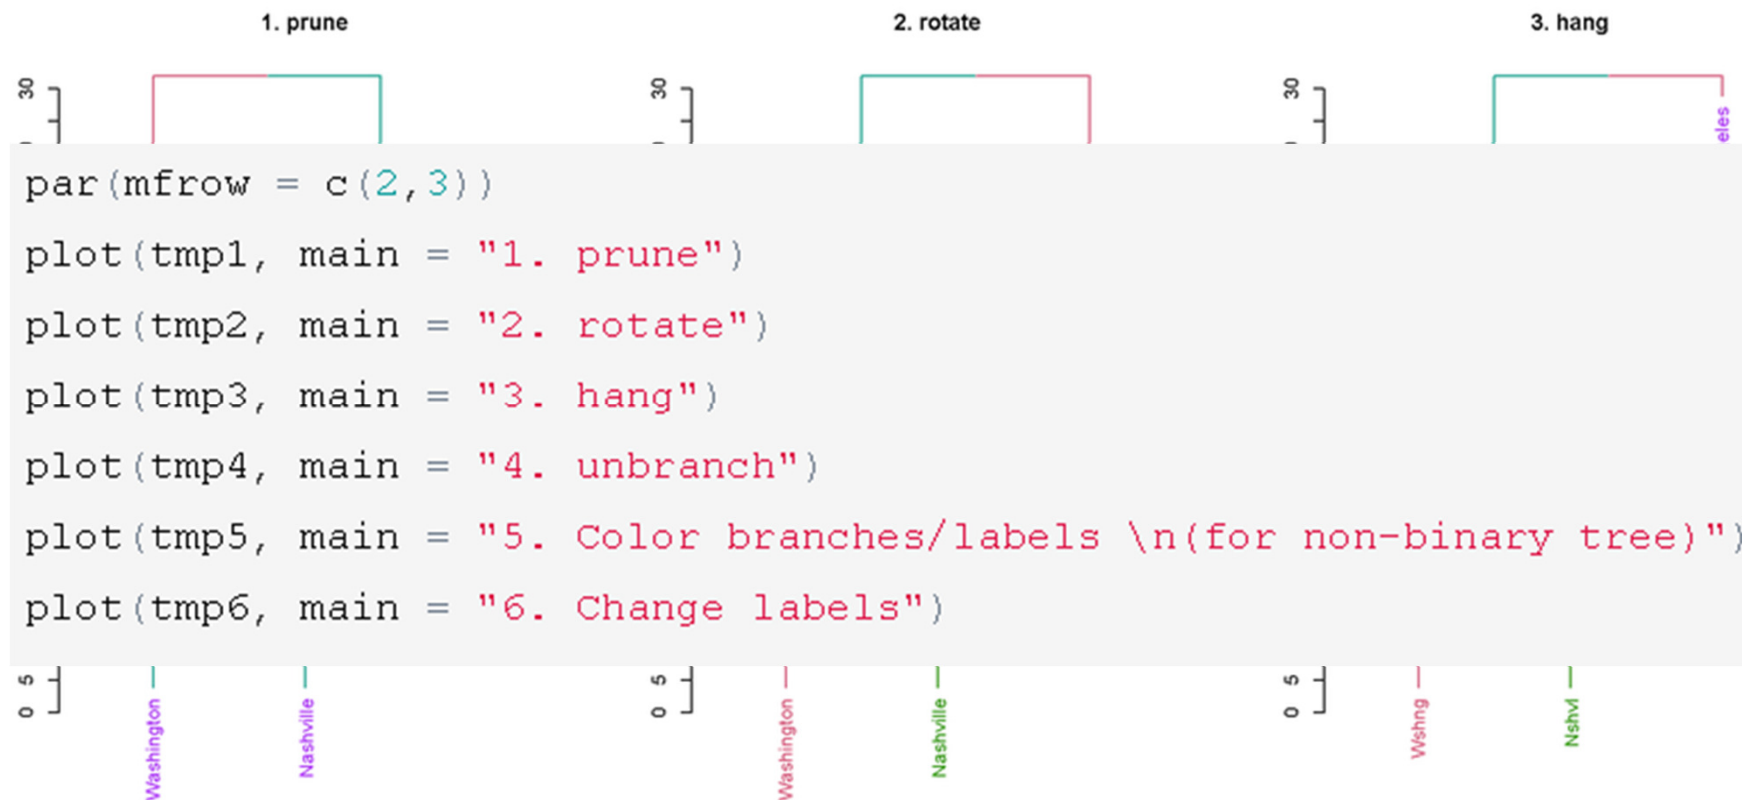 1. prune 2. rotate 3. hang
30 30 30
eles
par(mfrow = c(2,3))
plot(tmp1, main = "1. prune")
plot(tmp2, main = "2. rotate")
plot(tmp3, main = "3. hang")
plot(tmp4, main = "4. unbranch")
plot(tmp5, main = "5. Color branches/labels \n(for non-binary tree)")
plot(tmp6, main = "6. Change labels")
5 5 5
0 0 0
Washington Nashville Washington Nashville Wshng Nshvl